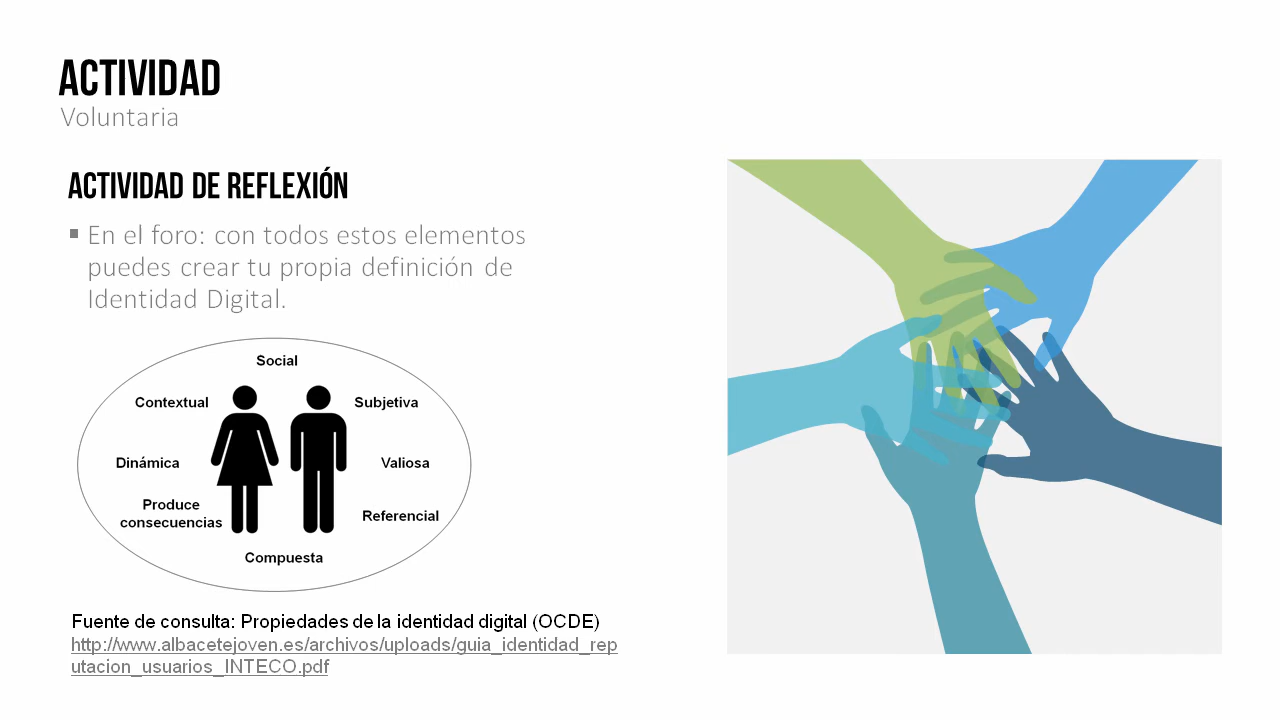 ACTIVIDAD
Voluntaria
ACTIVIDAD DE REFLEXIÓN
▪ En el foro: con todos estos elementos
puedes crear tu propia definición de
Identidad Digital.
Social
Contextual
Subjetiva
Dinámica
Valiosa
Produce
consecuencias
Referencial
Compuesta
Fuente de consulta: Propiedades de la identidad digital (OCDE)
http://www.albacetejoven.es/archivos/uploads/guia_identidad_rep
utacion_usuarios_INTECO.pdf